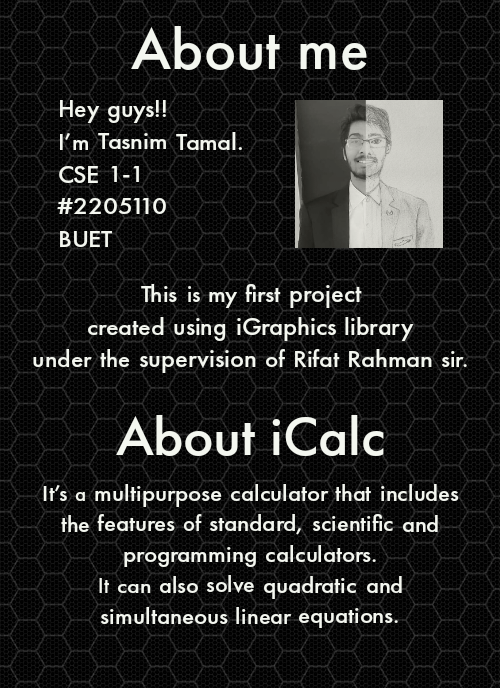 About me
Hey guys!!
I'm Tasnim Tamal.
CSE 1-1
#2205110
BUET
This is my first project
created using iGraphics library
under the supervision of Rifat Rahman sir.
About iCalc
It's a multipurpose calculator that includes
the features of standard, scientific and
programming calculators.
It can also solve quadratic and
simultaneous linear equations.